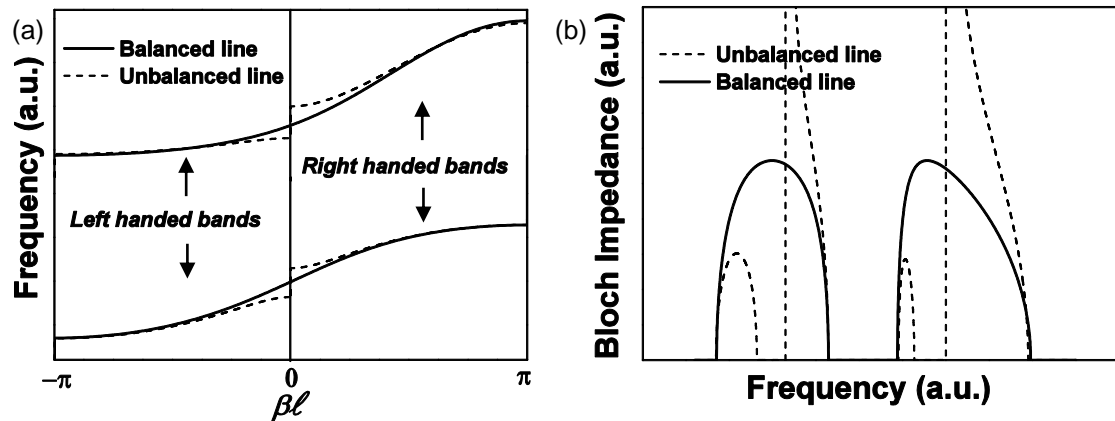 (a)
Balanced line
Unbalanced line
Frequency (a.u.)
Left handed bands
Right handed bands
−π
0
π
βℓ
(b)
Unbalanced line
Balanced line
Bloch Impedance (a.u.)
Frequency (a.u.)